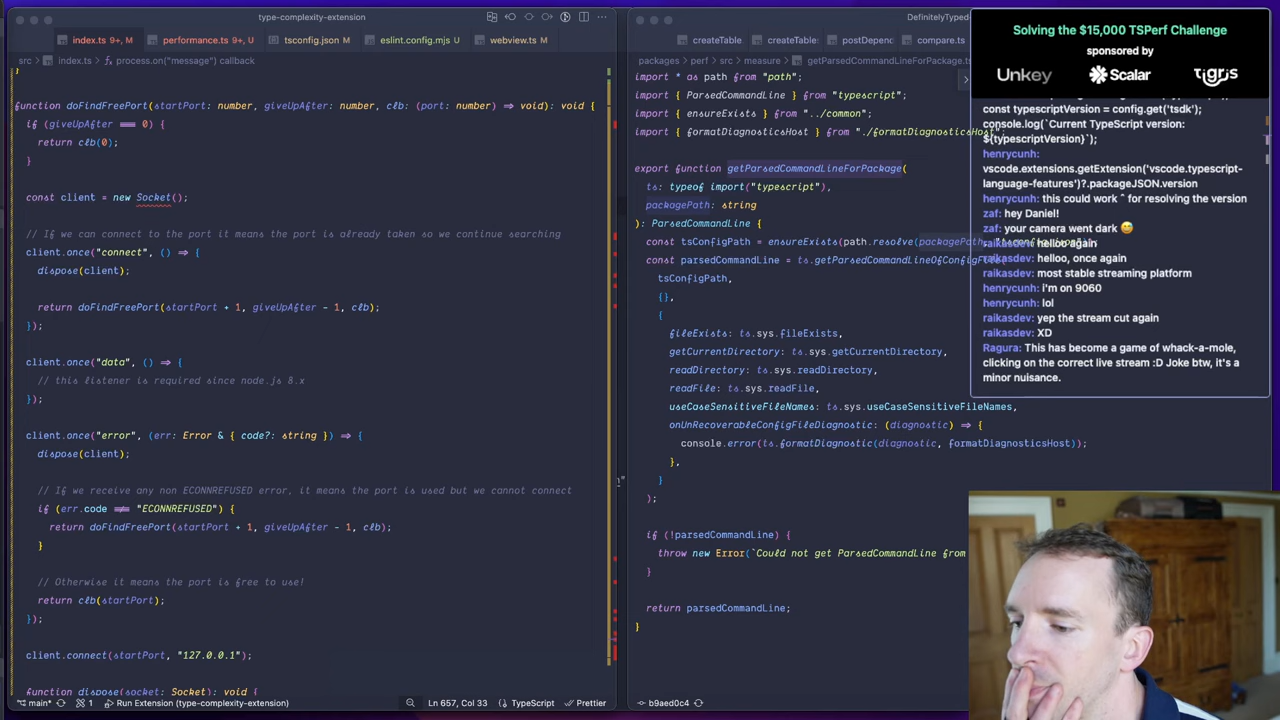 type-complexity-extension
index.ts 9+, M
performance.ts 9+, U
tsconfig.json M
eslint.config.mjs U
webview.ts M
src > index.ts > process.on("message") callback
}
function doFindFreePort(startPort: number, giveUpAfter: number, clb: (port: number) => void): void {
if (giveUpAfter === 0) {
return clb(0);
}
const client = new Socket();
// If we can connect to the port it means the port is already taken so we continue searching
client.once("connect", () => {
dispose(client);
return doFindFreePort(startPort + 1, giveUpAfter - 1, clb);
});
client.once("data", () => {
// this listener is required since node.js 8.x
});
client.once("error", (err: Error & { code?: string }) => {
dispose(client);
// If we receive any non ECONNREFUSED error, it means the port is used but we cannot connect
if (err.code !== "ECONNREFUSED") {
return doFindFreePort(startPort + 1, giveUpAfter - 1, clb);
}
// Otherwise it means the port is free to use!
return clb(startPort);
});
client.connect(startPort, "127.0.0.1");
function dispose(socket: Socket): void {
main*
1
Run Extension (type-complexity-extension)
Ln 657, Col 33
TypeScript
Prettier
DefinitelyTyped
createTable
createTable
postDepend
compare.ts
packages > perf > src > measure > getParsedCommandLineForPackage.ts
import * as path from "path";
import { ParsedCommandLine } from "typescript";
import { ensureExists } from "../common";
import { formatDiagnosticsHost } from "./formatDiagnosticsHost";
export function getParsedCommandLineForPackage(
ts: typeof import("typescript"),
packagePath: string
): ParsedCommandLine {
const tsConfigPath = ensureExists(path.resolve(packagePath,
const parsedCommandLine = ts.getParsedCommandLineOfConfigFile(
tsConfigPath,
{},
{
fileExists: ts.sys.fileExists,
getCurrentDirectory: ts.sys.getCurrentDirectory,
readDirectory: ts.sys.readDirectory,
readFile: ts.sys.readFile,
useCaseSensitiveFileNames: ts.sys.useCaseSensitiveFileNames,
onUnRecoverableConfigFileDiagnostic: (diagnostic) => {
console.error(ts.formatDiagnostic(diagnostic, formatDiagnosticsHost));
},
}
);
if (!parsedCommandLine) {
throw new Error(`Could not get ParsedCommandLine from
}
return parsedCommandLine;
}
b9aed0c4
Solving the $15,000 TSPerf Challenge
sponsored by
Unkey
Scalar
tigris
const typescriptVersion = config.get('tsdk');
console.log(`Current TypeScript version:
${typescriptVersion}`);
henrycunh:
vscode.extensions.getExtension('vscode.typescript-
language-features')?.packageJSON.version
henrycunh: this could work ^ for resolving the version
zaf: hey Daniel!
zaf: your camera went dark 😅
raikasdev: hellooo again
raikasdev: helloo, once again
raikasdev: most stable streaming platform
henrycunh: i'm on 9060
henrycunh: lol
raikasdev: yep the stream cut again
raikasdev: XD
Ragura: This has become a game of whack-a-mole,
clicking on the correct live stream :D Joke btw, it's a
minor nuisance.